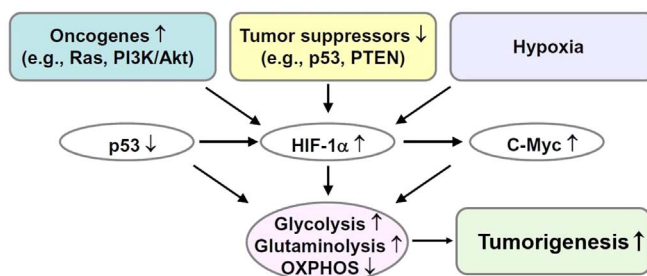 Oncogenes ↑
(e.g., Ras, PI3K/Akt)
Tumor suppressors ↓
(e.g., p53, PTEN)
Hypoxia
p53 ↓
HIF-1α ↑
C-Myc ↑
Glycolysis ↑
Glutaminolysis ↑
OXPHOS ↓
Tumorigenesis ↑